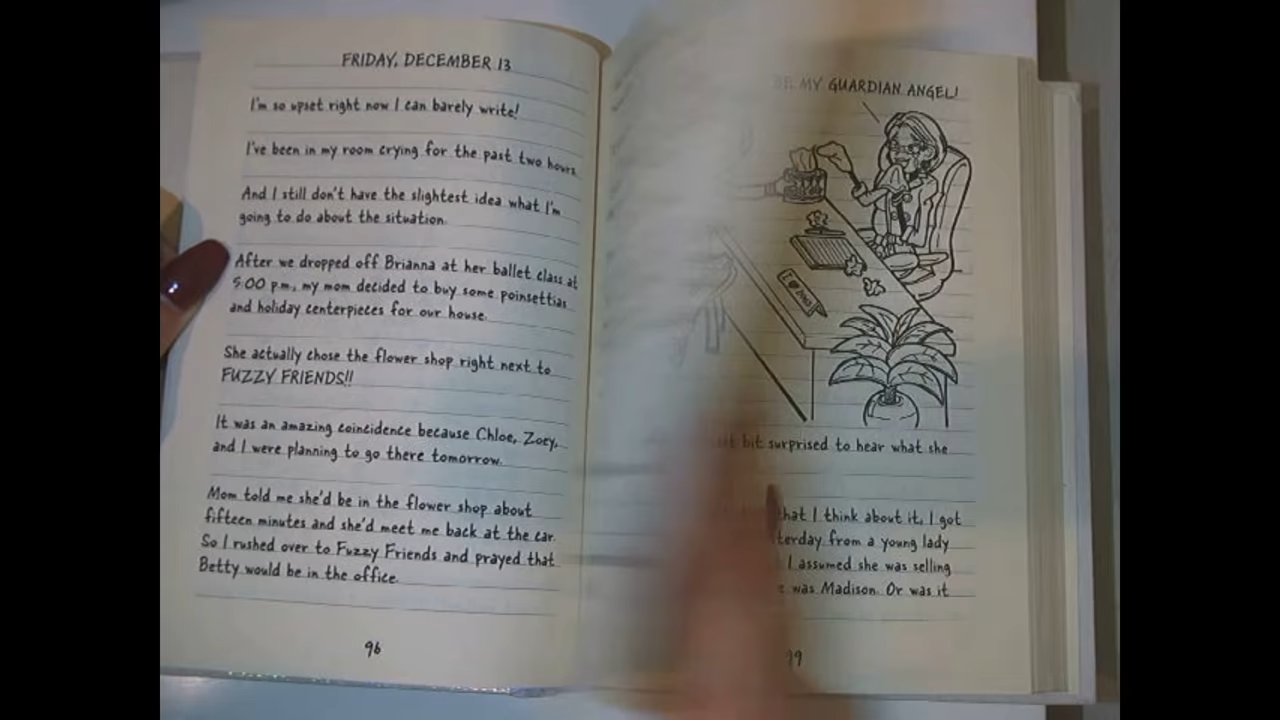 FRIDAY, DECEMBER 13
I'm so upset right now I can barely write!
I've been in my room crying for the past two hours.
And I still don't have the slightest idea what I'm
going to do about the situation.
After we dropped off Brianna at her ballet class at
5:00 p.m., my mom decided to buy some poinsettias
and holiday centerpieces for our house.
She actually chose the flower shop right next to
FUZZY FRIENDS!!
It was an amazing coincidence because Chloe, Zoey,
and I were planning to go there tomorrow.
Mom told me she'd be in the flower shop about
fifteen minutes and she'd meet me back at the car.
So I rushed over to Fuzzy Friends and prayed that
Betty would be in the office.
96
MY GUARDIAN ANGEL!
bit surprised to hear what she
that I think about it, I got
from a young lady
I assumed she was selling
was Madison. Or was it